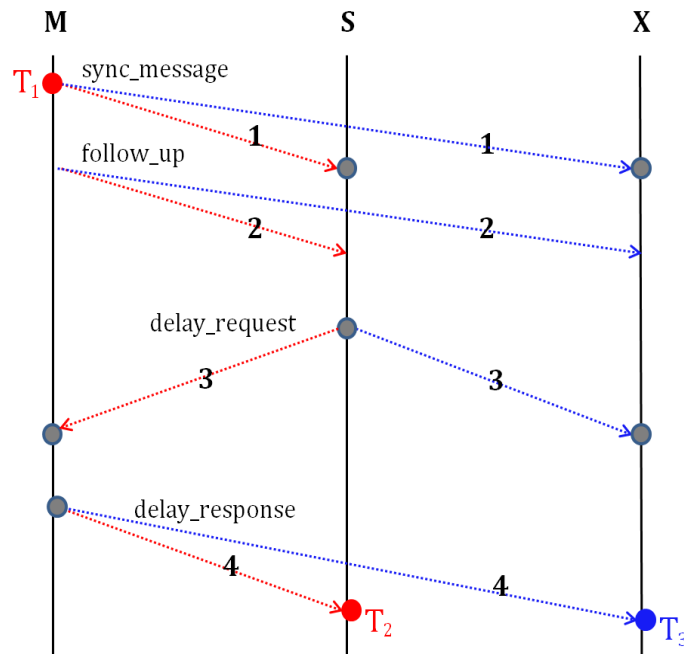 M S X
T₁ sync_message
1 1
follow_up
2 2
delay_request
3 3
delay_response
4 4
T₂ T₃